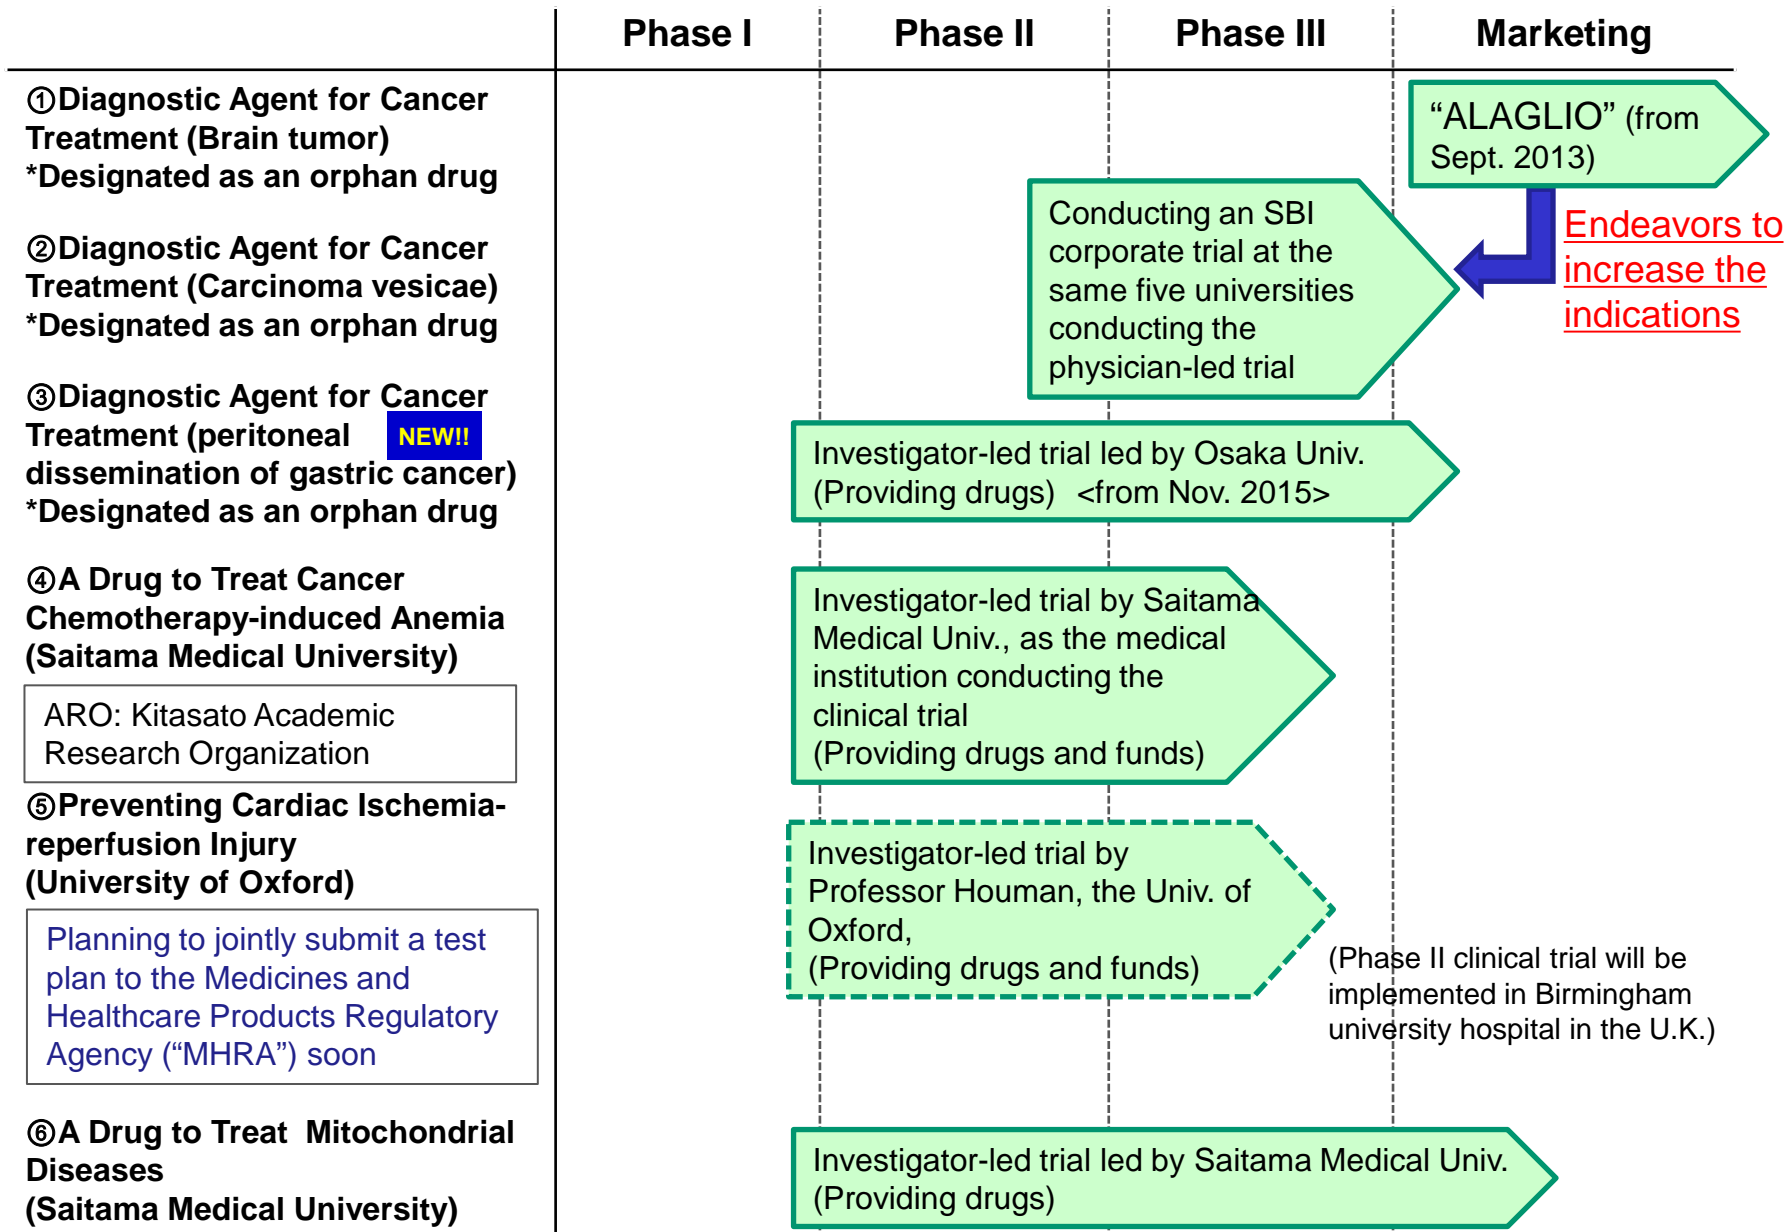 Phase I Phase II Phase III Marketing
①Diagnostic Agent for Cancer
Treatment (Brain tumor)
*Designated as an orphan drug
“ALAGLIO” (from
Sept. 2013)
②Diagnostic Agent for Cancer
Treatment (Carcinoma vesicae)
*Designated as an orphan drug
Conducting an SBI
corporate trial at the
same five universities
conducting the
physician-led trial
Endeavors to
increase the
indications
③Diagnostic Agent for Cancer
Treatment (peritoneal NEW!!
dissemination of gastric cancer)
*Designated as an orphan drug
Investigator-led trial led by Osaka Univ.
(Providing drugs) <from Nov. 2015>
④A Drug to Treat Cancer
Chemotherapy-induced Anemia
(Saitama Medical University)
ARO: Kitasato Academic
Research Organization
Investigator-led trial by Saitama
Medical Univ., as the medical
institution conducting the
clinical trial
(Providing drugs and funds)
⑤Preventing Cardiac Ischemia-
reperfusion Injury
(University of Oxford)
Planning to jointly submit a test
plan to the Medicines and
Healthcare Products Regulatory
Agency (“MHRA”) soon
Investigator-led trial by
Professor Houman, the Univ. of
Oxford,
(Providing drugs and funds)
(Phase II clinical trial will be
implemented in Birmingham
university hospital in the U.K.)
⑥A Drug to Treat Mitochondrial
Diseases
(Saitama Medical University)
Investigator-led trial led by Saitama Medical Univ.
(Providing drugs)